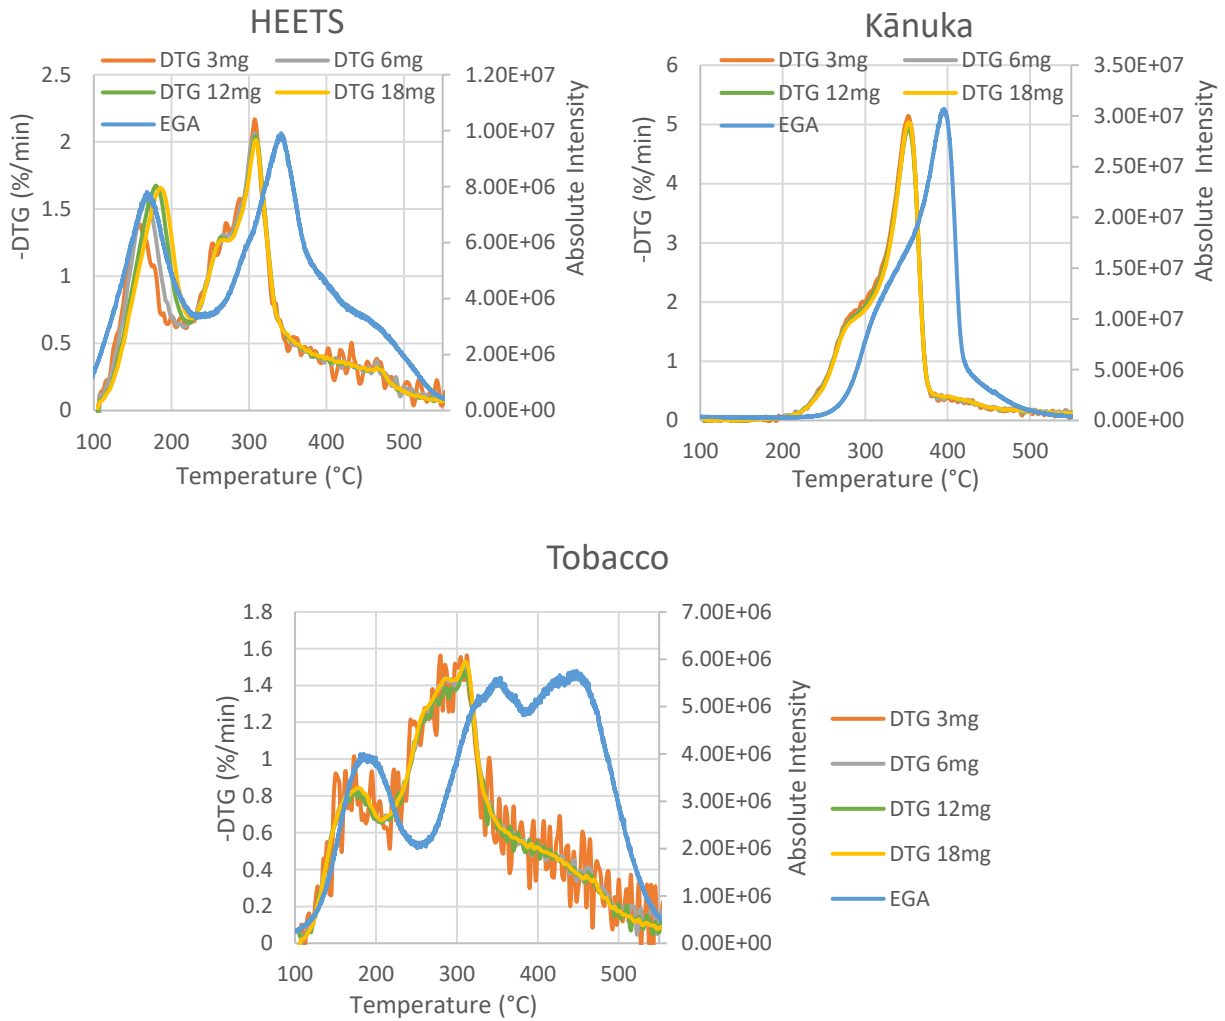 HEETS
DTG 3mg DTG 6mg
DTG 12mg DTG 18mg
EGA
2.5
2
1.5
1
0.5
0
-DTG (%/min)
1.20E+07
1.00E+07
8.00E+06
6.00E+06
4.00E+06
2.00E+06
0.00E+00
Absolute Intensity
100 200 300 400 500
Temperature (°C)
Kānuka
DTG 3mg DTG 6mg
DTG 12mg DTG 18mg
EGA
6
5
4
3
2
1
0
-DTG (%/min)
3.50E+07
3.00E+07
2.50E+07
2.00E+07
1.50E+07
1.00E+07
5.00E+06
0.00E+00
Absolute Intensity
100 200 300 400 500
Temperature (°C)
Tobacco
1.8
1.6
1.4
1.2
1
0.8
0.6
0.4
0.2
0
-DTG (%/min)
7.00E+06
6.00E+06
5.00E+06
4.00E+06
3.00E+06
2.00E+06
1.00E+06
0.00E+00
Absolute Intensity
100 200 300 400 500
Temperature (°C)
DTG 3mg
DTG 6mg
DTG 12mg
DTG 18mg
EGA